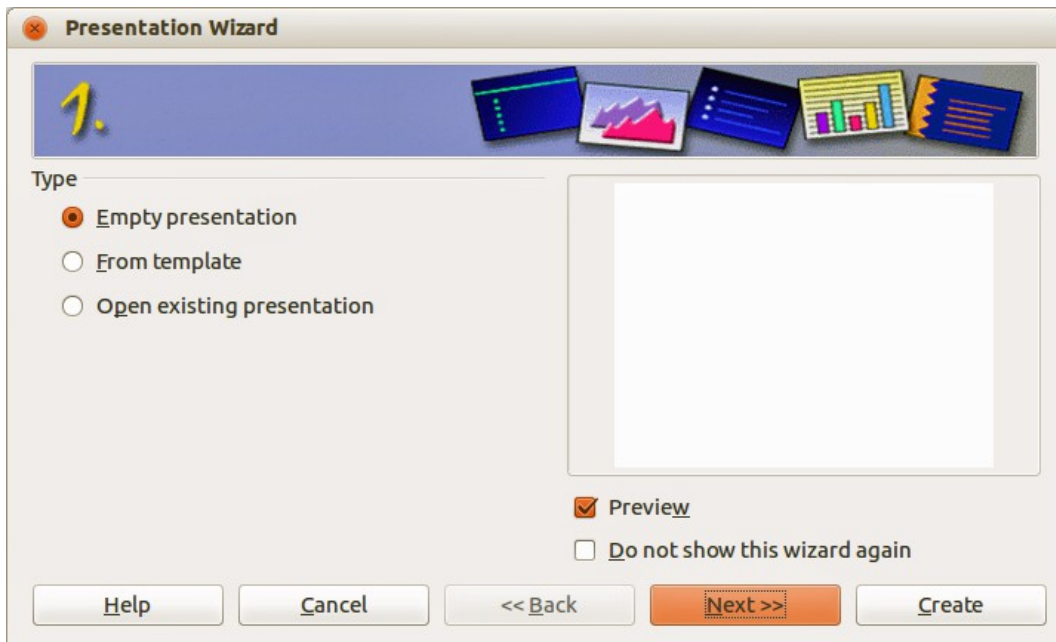 Presentation Wizard
1.
Type
Empty presentation
From template
Open existing presentation
Preview
Do not show this wizard again
Help Cancel << Back Next >> Create